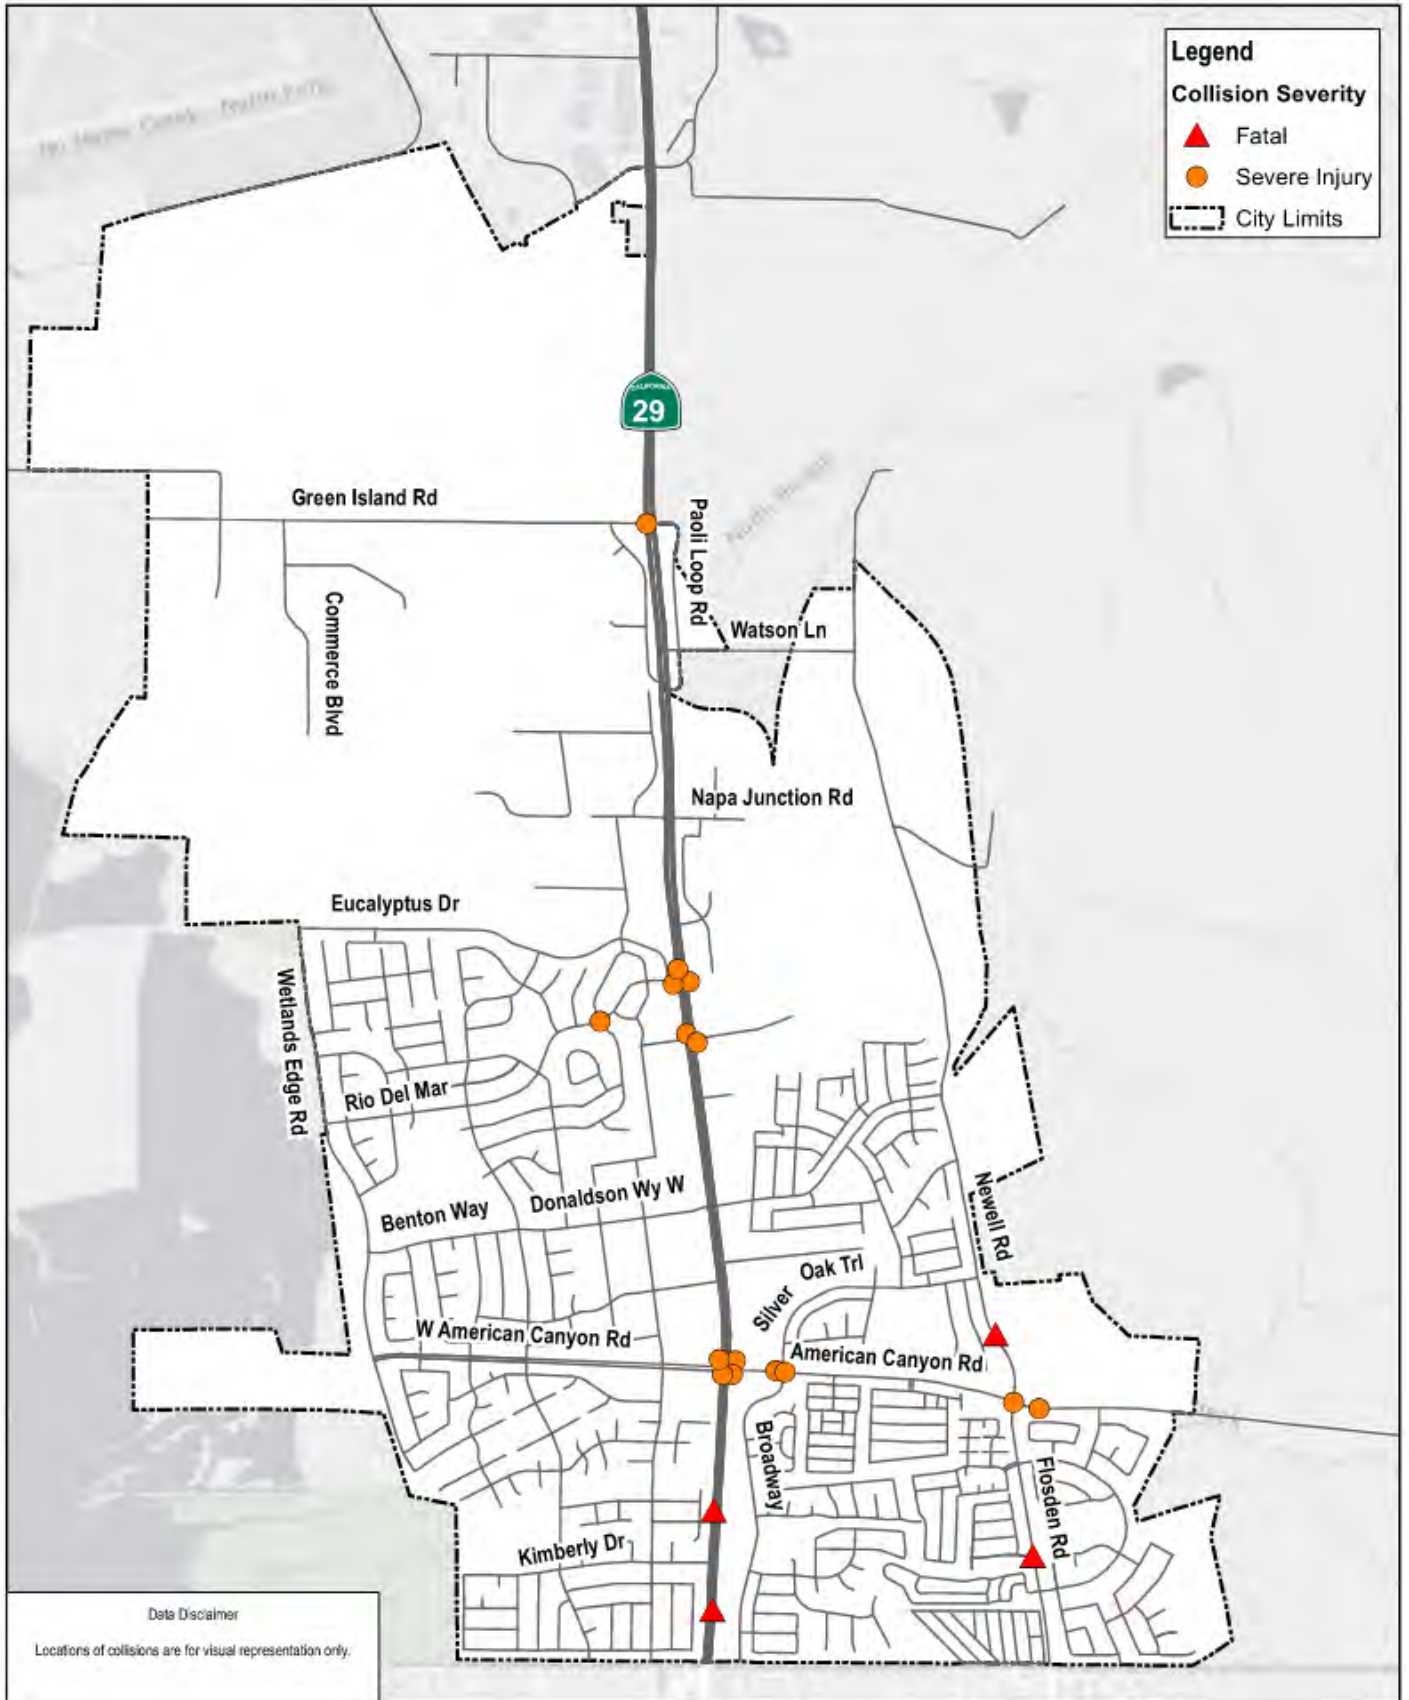 Legend
Collision Severity
Fatal
Severe Injury
City Limits
CALIFORNIA
29
Green Island Rd
Paoli Loop Rd
Commerce Blvd
Watson Ln
Napa Junction Rd
Eucalyptus Dr
Wetlands Edge Rd
Rio Del Mar
Benton Way
Donaldson Wy W
Newell Rd
Silver Oak Trl
W American Canyon Rd
American Canyon Rd
Broadway
Flosden Rd
Kimberly Dr
Data Disclaimer
Locations of collisions are for visual representation only.